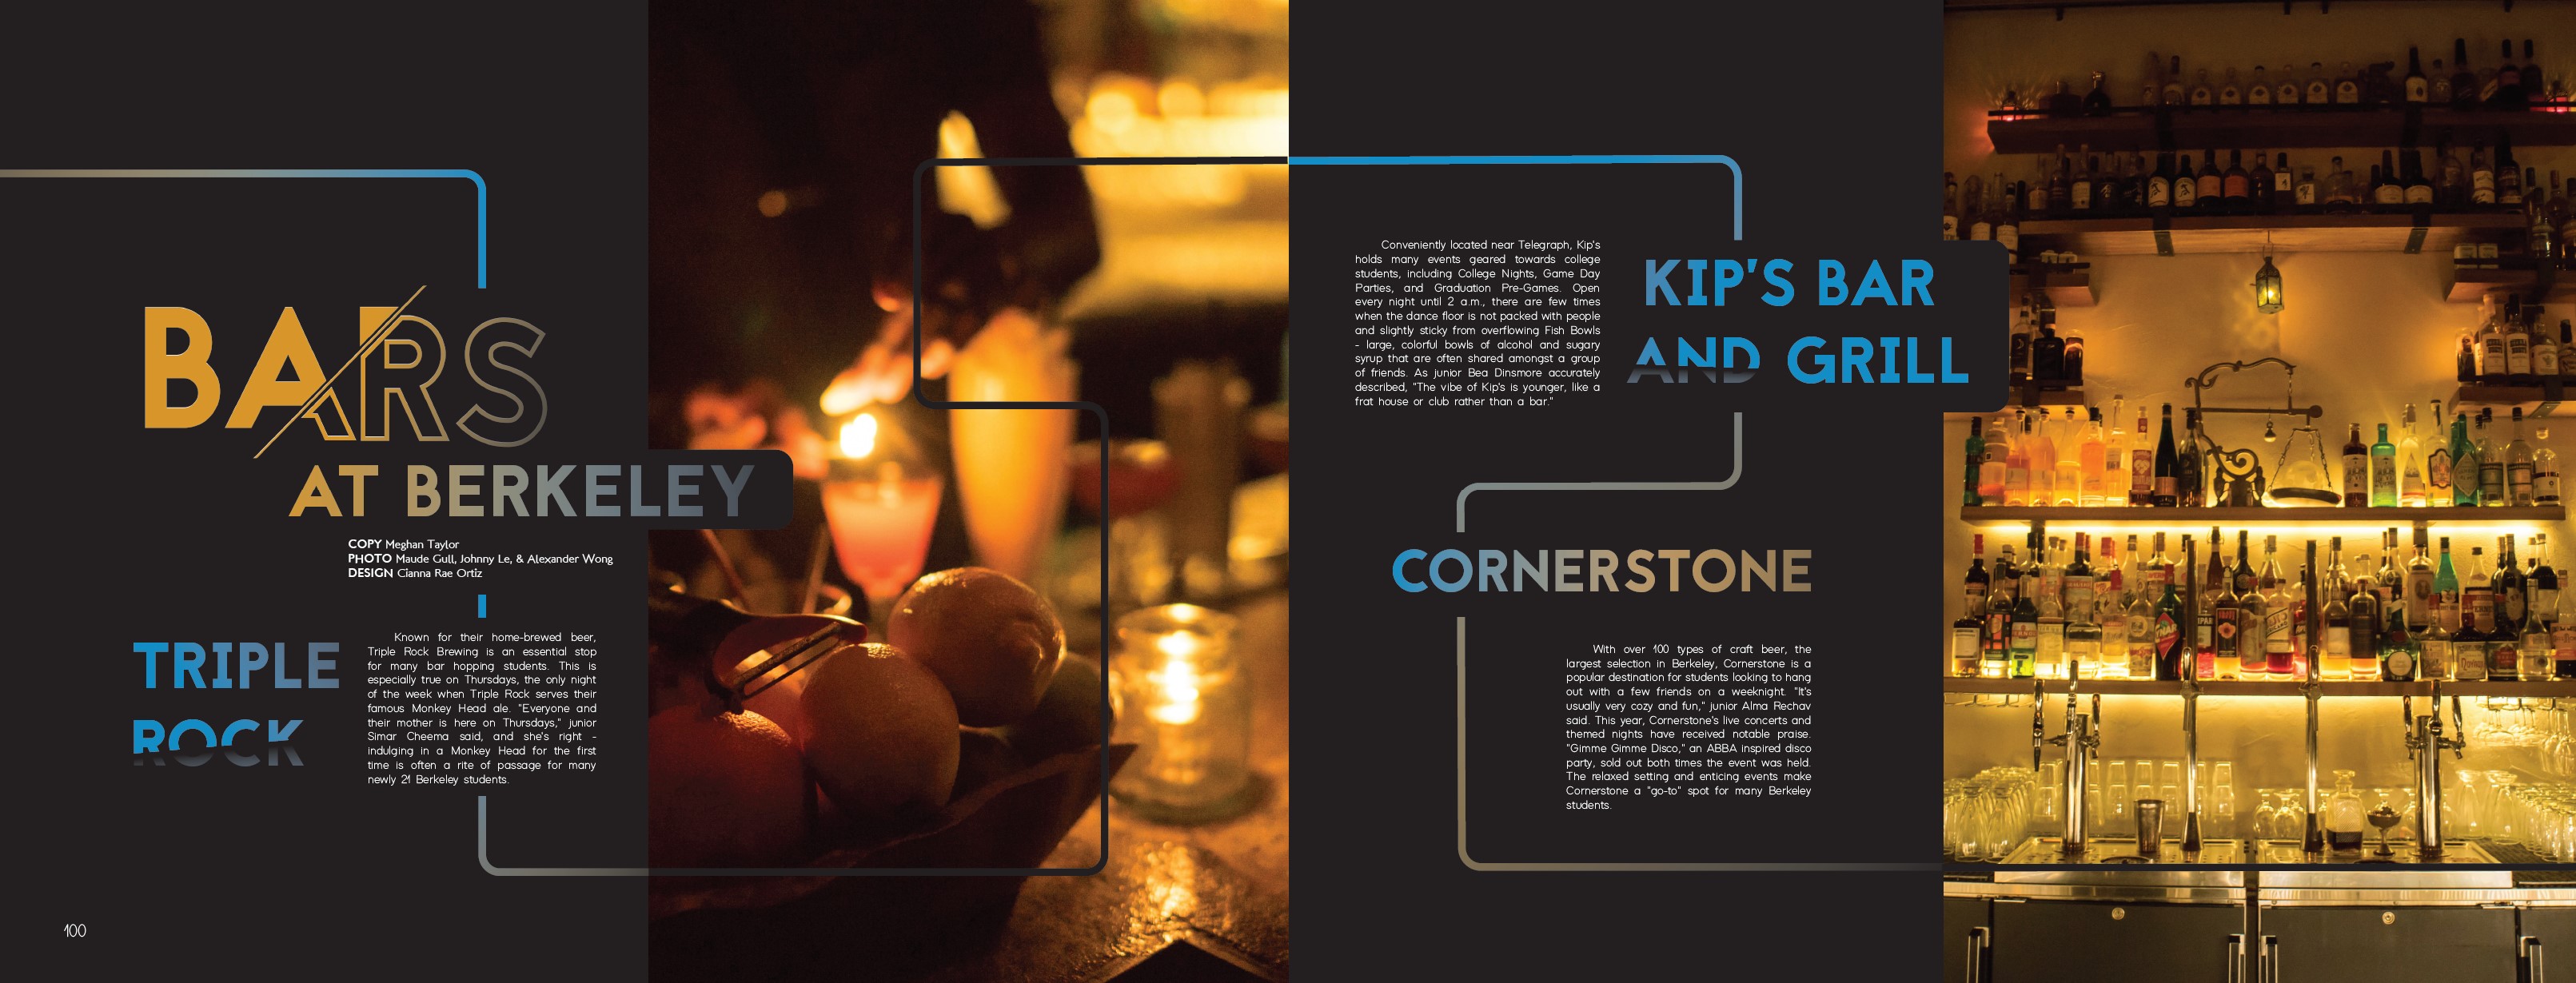 BARS
AT BERKELEY
COPY Meghan Taylor
PHOTO Maude Gull, Johnny Le, & Alexander Wong
DESIGN Cianna Rae Ortiz
TRIPLE
ROCK
Known for their home-brewed beer,
Triple Rock Brewing is an essential stop
for many bar hopping students. This is
especially true on Thursdays, the only night
of the week when Triple Rock serves their
famous Monkey Head ale. "Everyone and
their mother is here on Thursdays," junior
Simar Cheema said, and she's right -
indulging in a Monkey Head for the first
time is often a rite of passage for many
newly 21 Berkeley students.
100
Conveniently located near Telegraph, Kip's
holds many events geared towards college
students, including College Nights, Game Day
Parties, and Graduation Pre-Games. Open
every night until 2 a.m., there are few times
when the dance floor is not packed with people
and slightly sticky from overflowing Fish Bowls
- large, colorful bowls of alcohol and sugary
syrup that are often shared amongst a group
of friends. As junior Bea Dinsmore accurately
described, "The vibe of Kip's is younger, like a
frat house or club rather than a bar."
KIP'S BAR
AND GRILL
CORNERSTONE
With over 100 types of craft beer, the
largest selection in Berkeley, Cornerstone is a
popular destination for students looking to hang
out with a few friends on a weeknight. "It's
usually very cozy and fun," junior Alma Rechav
said. This year, Cornerstone's live concerts and
themed nights have received notable praise.
"Gimme Gimme Disco," an ABBA inspired disco
party, sold out both times the event was held.
The relaxed setting and enticing events make
Cornerstone a "go-to" spot for many Berkeley
students.